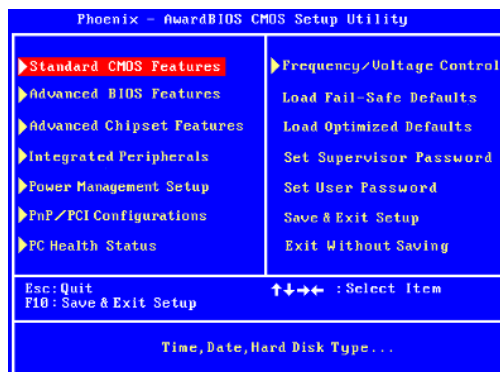 Phoenix - AwardBIOS CMOS Setup Utility
Standard CMOS Features
Advanced BIOS Features
Advanced Chipset Features
Integrated Peripherals
Power Management Setup
PnP/PCI Configurations
PC Health Status
Frequency/Voltage Control
Load Fail-Safe Defaults
Load Optimized Defaults
Set Supervisor Password
Set User Password
Save & Exit Setup
Exit Without Saving
Esc:Quit
F10:Save & Exit Setup
↑↓→← :Select Item
Time,Date,Hard Disk Type...